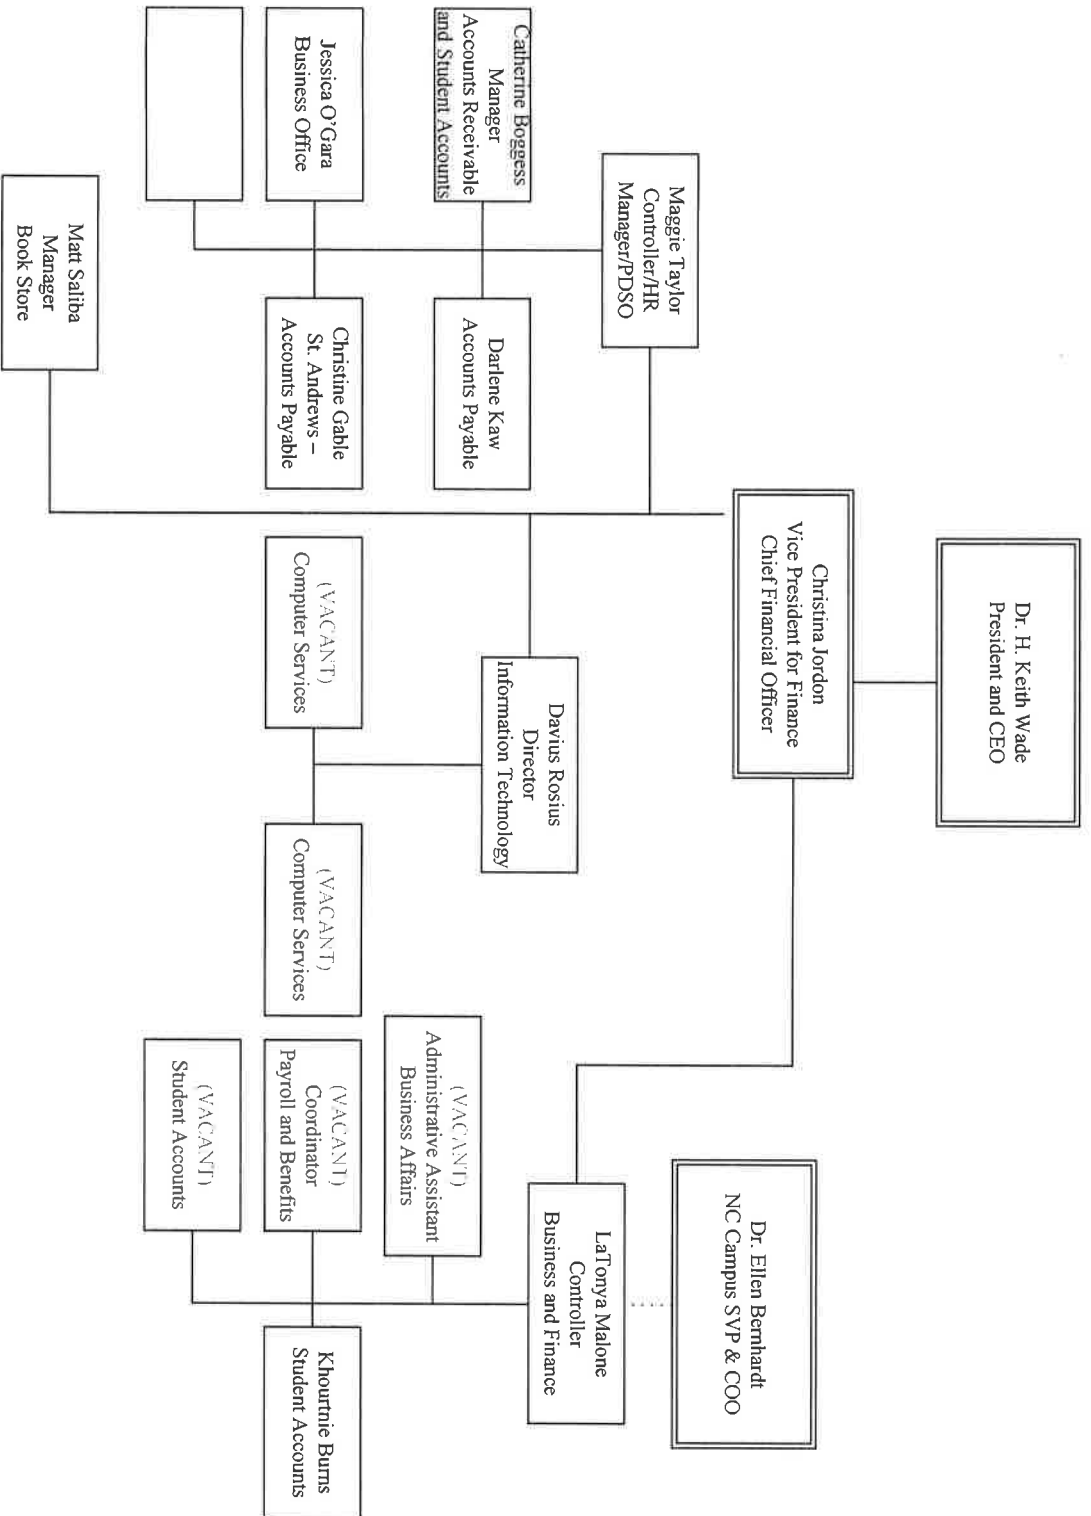 Dr. H. Keith Wade
President and CEO
Christina Jordon
Vice President for Finance
Chief Financial Officer
Dr. Ellen Bernhardt
NC Campus SVP & COO
Maggie Taylor
Controller/HR
Manager/PDSO
Davius Rosius
Director
Information Technology
LaTonya Malone
Controller
Business and Finance
Catherine Boggess
Manager
Accounts Receivable
and Student Accounts
Darlene Kaw
Accounts Payable
(VACANT)
Administrative Assistant
Business Affairs
Jessica O'Gara
Business Office
Christine Gable
St. Andrews –
Accounts Payable
(VACANT)
Computer Services
(VACANT)
Computer Services
(VACANT)
Coordinator
Payroll and Benefits
Khourtnie Burns
Student Accounts
(VACANT)
Student Accounts
Matt Saliba
Manager
Book Store